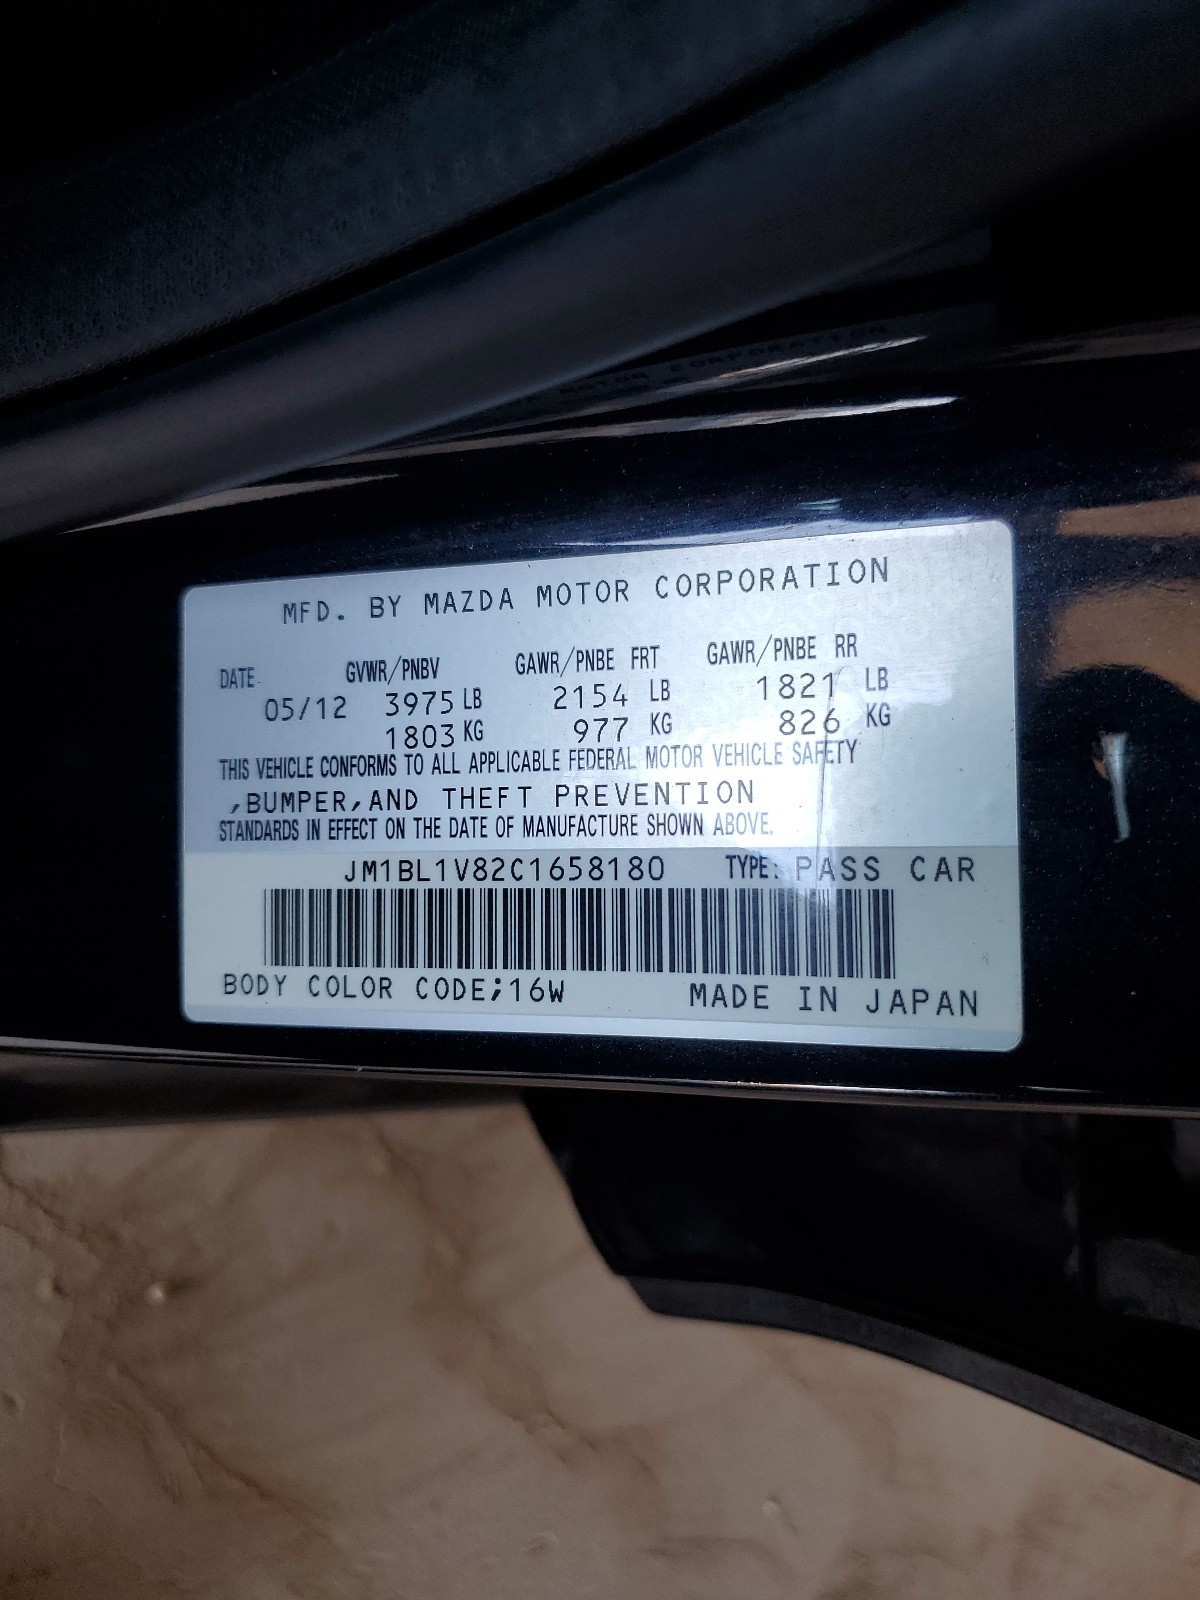 MOTOR CORPORATION
MFD. BY MAZDA MOTOR CORPORATION
DATE GVWR/PNBV GAWR/PNBE FRT GAWR/PNBE RR
05/12 3975 LB 2154 LB 1821 LB
1803 KG 977 KG 826 KG
THIS VEHICLE CONFORMS TO ALL APPLICABLE FEDERAL MOTOR VEHICLE SAFETY
,BUMPER,AND THEFT PREVENTION
STANDARDS IN EFFECT ON THE DATE OF MANUFACTURE SHOWN ABOVE.
JM1BL1V82C1658180 TYPE: PASS CAR
BODY COLOR CODE;16W MADE IN JAPAN